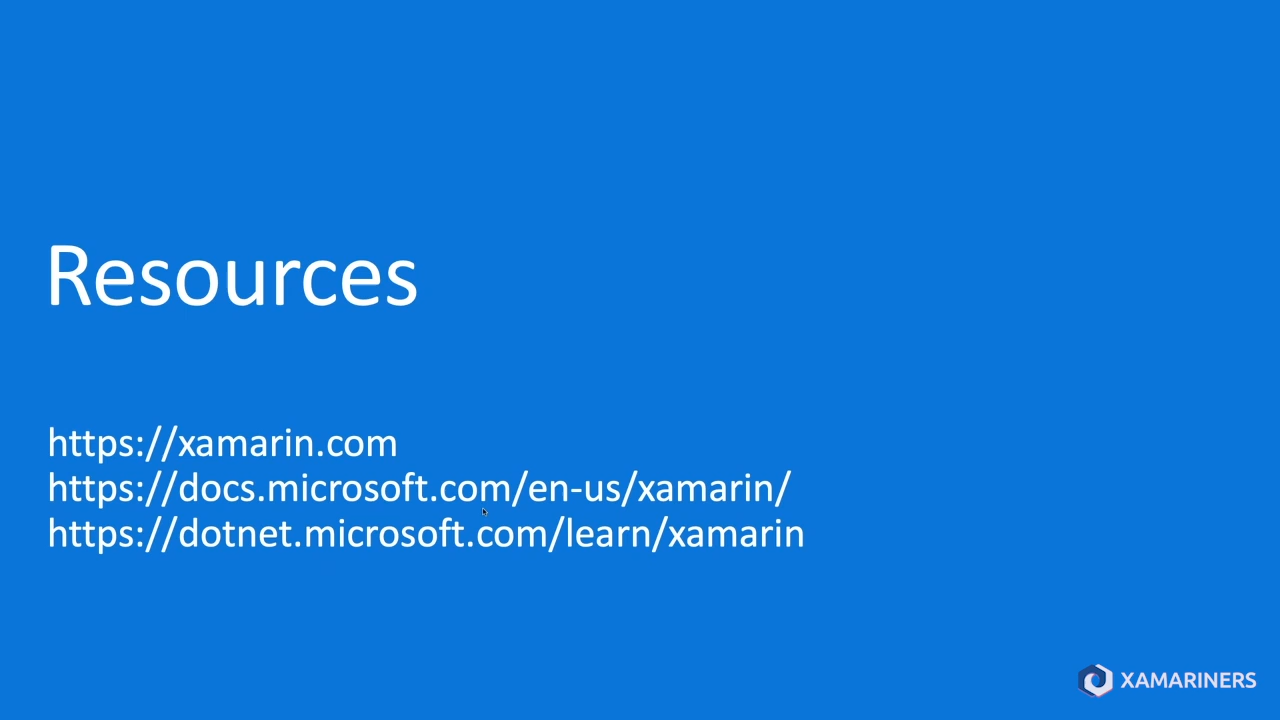 Resources
https://xamarin.com
https://docs.microsoft.com/en-us/xamarin/
https://dotnet.microsoft.com/learn/xamarin
XAMARINERS